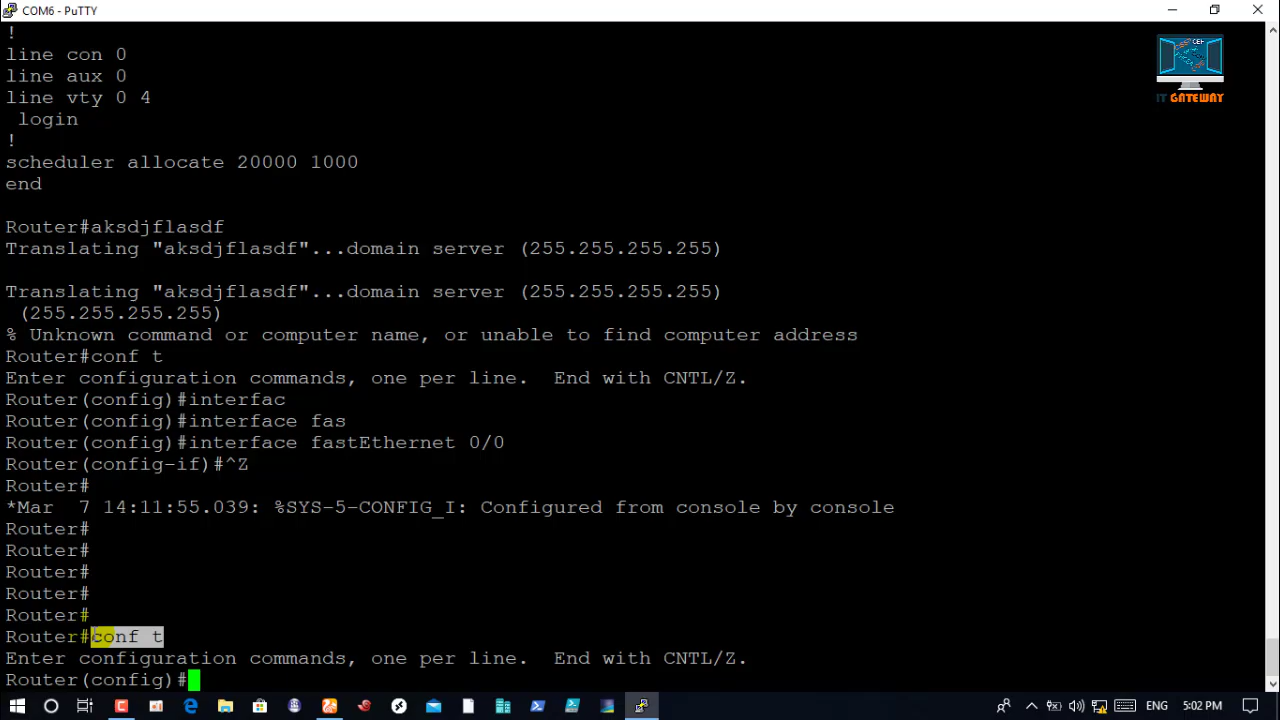 COM6 - PuTTY
!
line con 0
line aux 0
line vty 0 4
 login
!
scheduler allocate 20000 1000
end
Router#aksdjflasdf
Translating "aksdjflasdf"...domain server (255.255.255.255)
Translating "aksdjflasdf"...domain server (255.255.255.255)
 (255.255.255.255)
% Unknown command or computer name, or unable to find computer address
Router#conf t
Enter configuration commands, one per line.  End with CNTL/Z.
Router(config)#interfac
Router(config)#interface fas
Router(config)#interface fastEthernet 0/0
Router(config-if)#^Z
Router#
*Mar  7 14:11:55.039: %SYS-5-CONFIG_I: Configured from console by console
Router#
Router#
Router#
Router#
Router#
Router#conf t
Enter configuration commands, one per line.  End with CNTL/Z.
Router(config)#
IT GATEWAY
ENG
5:02 PM